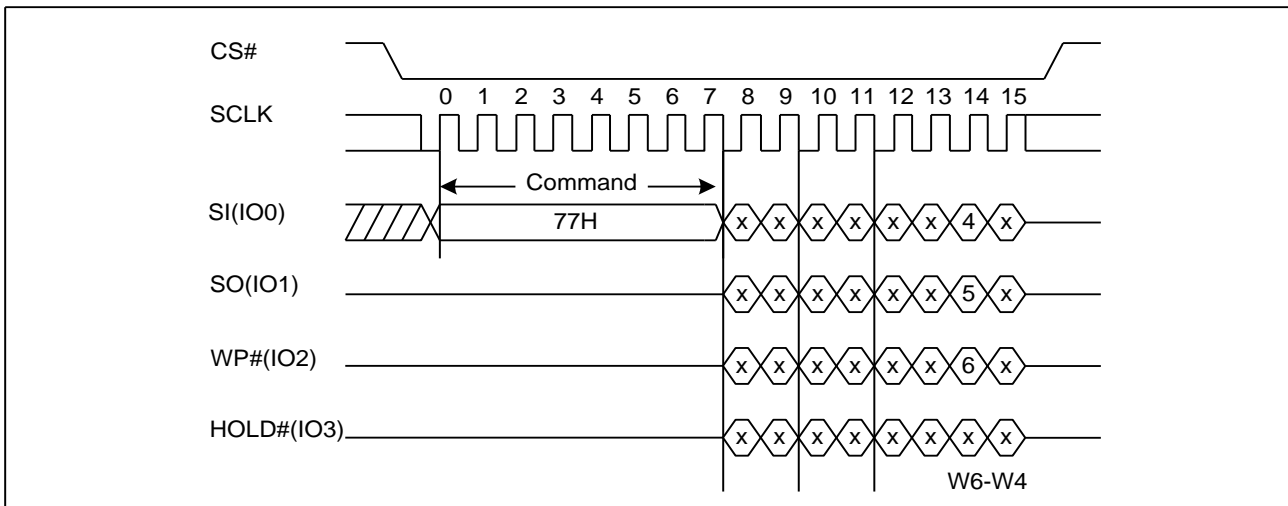 CS#
0 1 2 3 4 5 6 7 8 9 10 11 12 13 14 15
SCLK
Command
SI(IO0) 77H x x x x x x 4 x
SO(IO1) x x x x x x 5 x
WP#(IO2) x x x x x x 6 x
HOLD#(IO3) x x x x x x x x
W6-W4